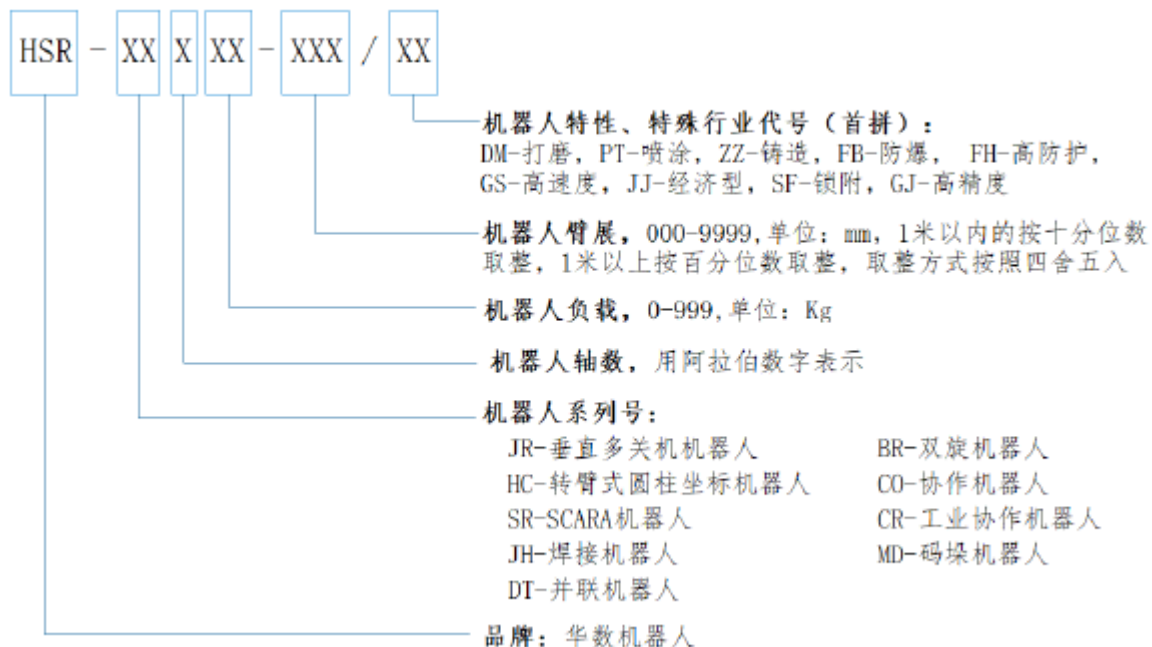 HSR - XX X XX - XXX / XX
机器人特性、特殊行业代号（首拼）：
DM-打磨，PT-喷涂，ZZ-铸造，FB-防爆， FH-高防护，
GS-高速度，JJ-经济型，SF-锁附，GJ-高精度
机器人臂展，000-9999,单位：mm，1米以内的按十分位数
取整，1米以上按百分位数取整，取整方式按照四舍五入
机器人负载，0-999,单位：Kg
机器人轴数，用阿拉伯数字表示
机器人系列号：
JR-垂直多关机机器人 BR-双旋机器人
HC-转臂式圆柱坐标机器人 CO-协作机器人
SR-SCARA机器人 CR-工业协作机器人
JH-焊接机器人 MD-码垛机器人
DT-并联机器人
品牌：华数机器人